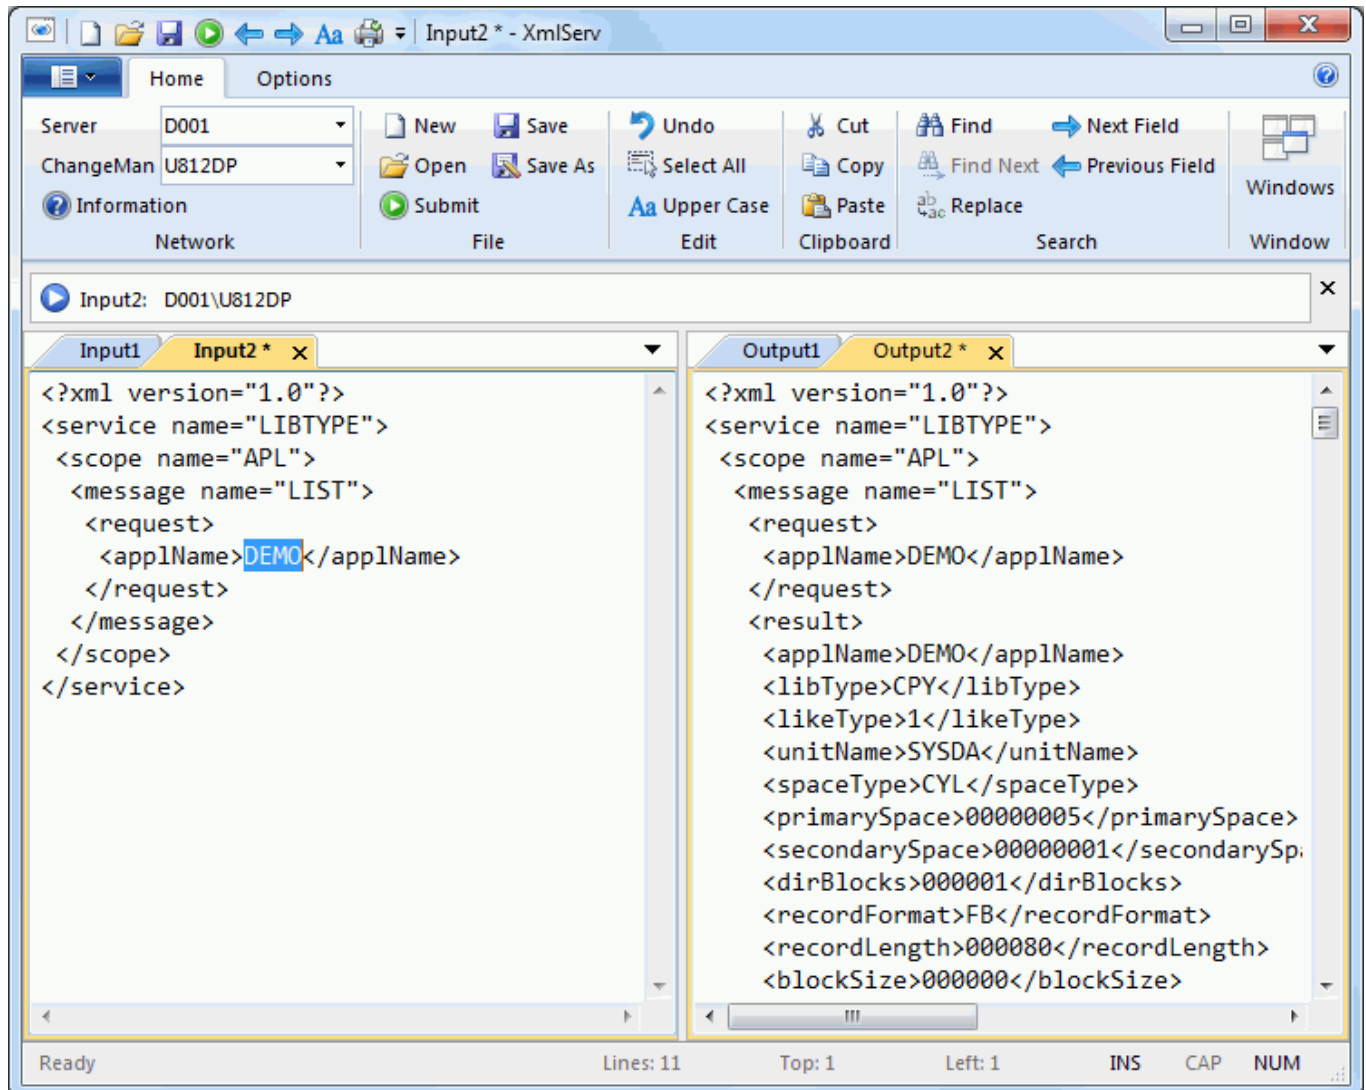 Input2 * - XmlServ
Home Options
Server D001
ChangeMan U812DP
Information
Network
New Save
Open Save As
Submit
File
Undo
Select All
Aa Upper Case
Edit
Cut
Copy
Paste
Clipboard
Find Next Field
Find Next Previous Field
Replace
Search
Windows
Window
Input2: D001\U812DP
Input1 Input2 *
<?xml version="1.0"?>
<service name="LIBTYPE">
<scope name="APL">
<message name="LIST">
<request>
<applName>DEMO</applName>
</request>
</message>
</scope>
</service>
Output1 Output2 *
<?xml version="1.0"?>
<service name="LIBTYPE">
<scope name="APL">
<message name="LIST">
<request>
<applName>DEMO</applName>
</request>
<result>
<applName>DEMO</applName>
<libType>CPY</libType>
<likeType>1</likeType>
<unitName>SYSDA</unitName>
<spaceType>CYL</spaceType>
<primarySpace>00000005</primarySpace>
<secondarySpace>00000001</secondarySp
<dirBlocks>000001</dirBlocks>
<recordFormat>FB</recordFormat>
<recordLength>000080</recordLength>
<blockSize>000000</blockSize>
Ready Lines: 11 Top: 1 Left: 1 INS CAP NUM